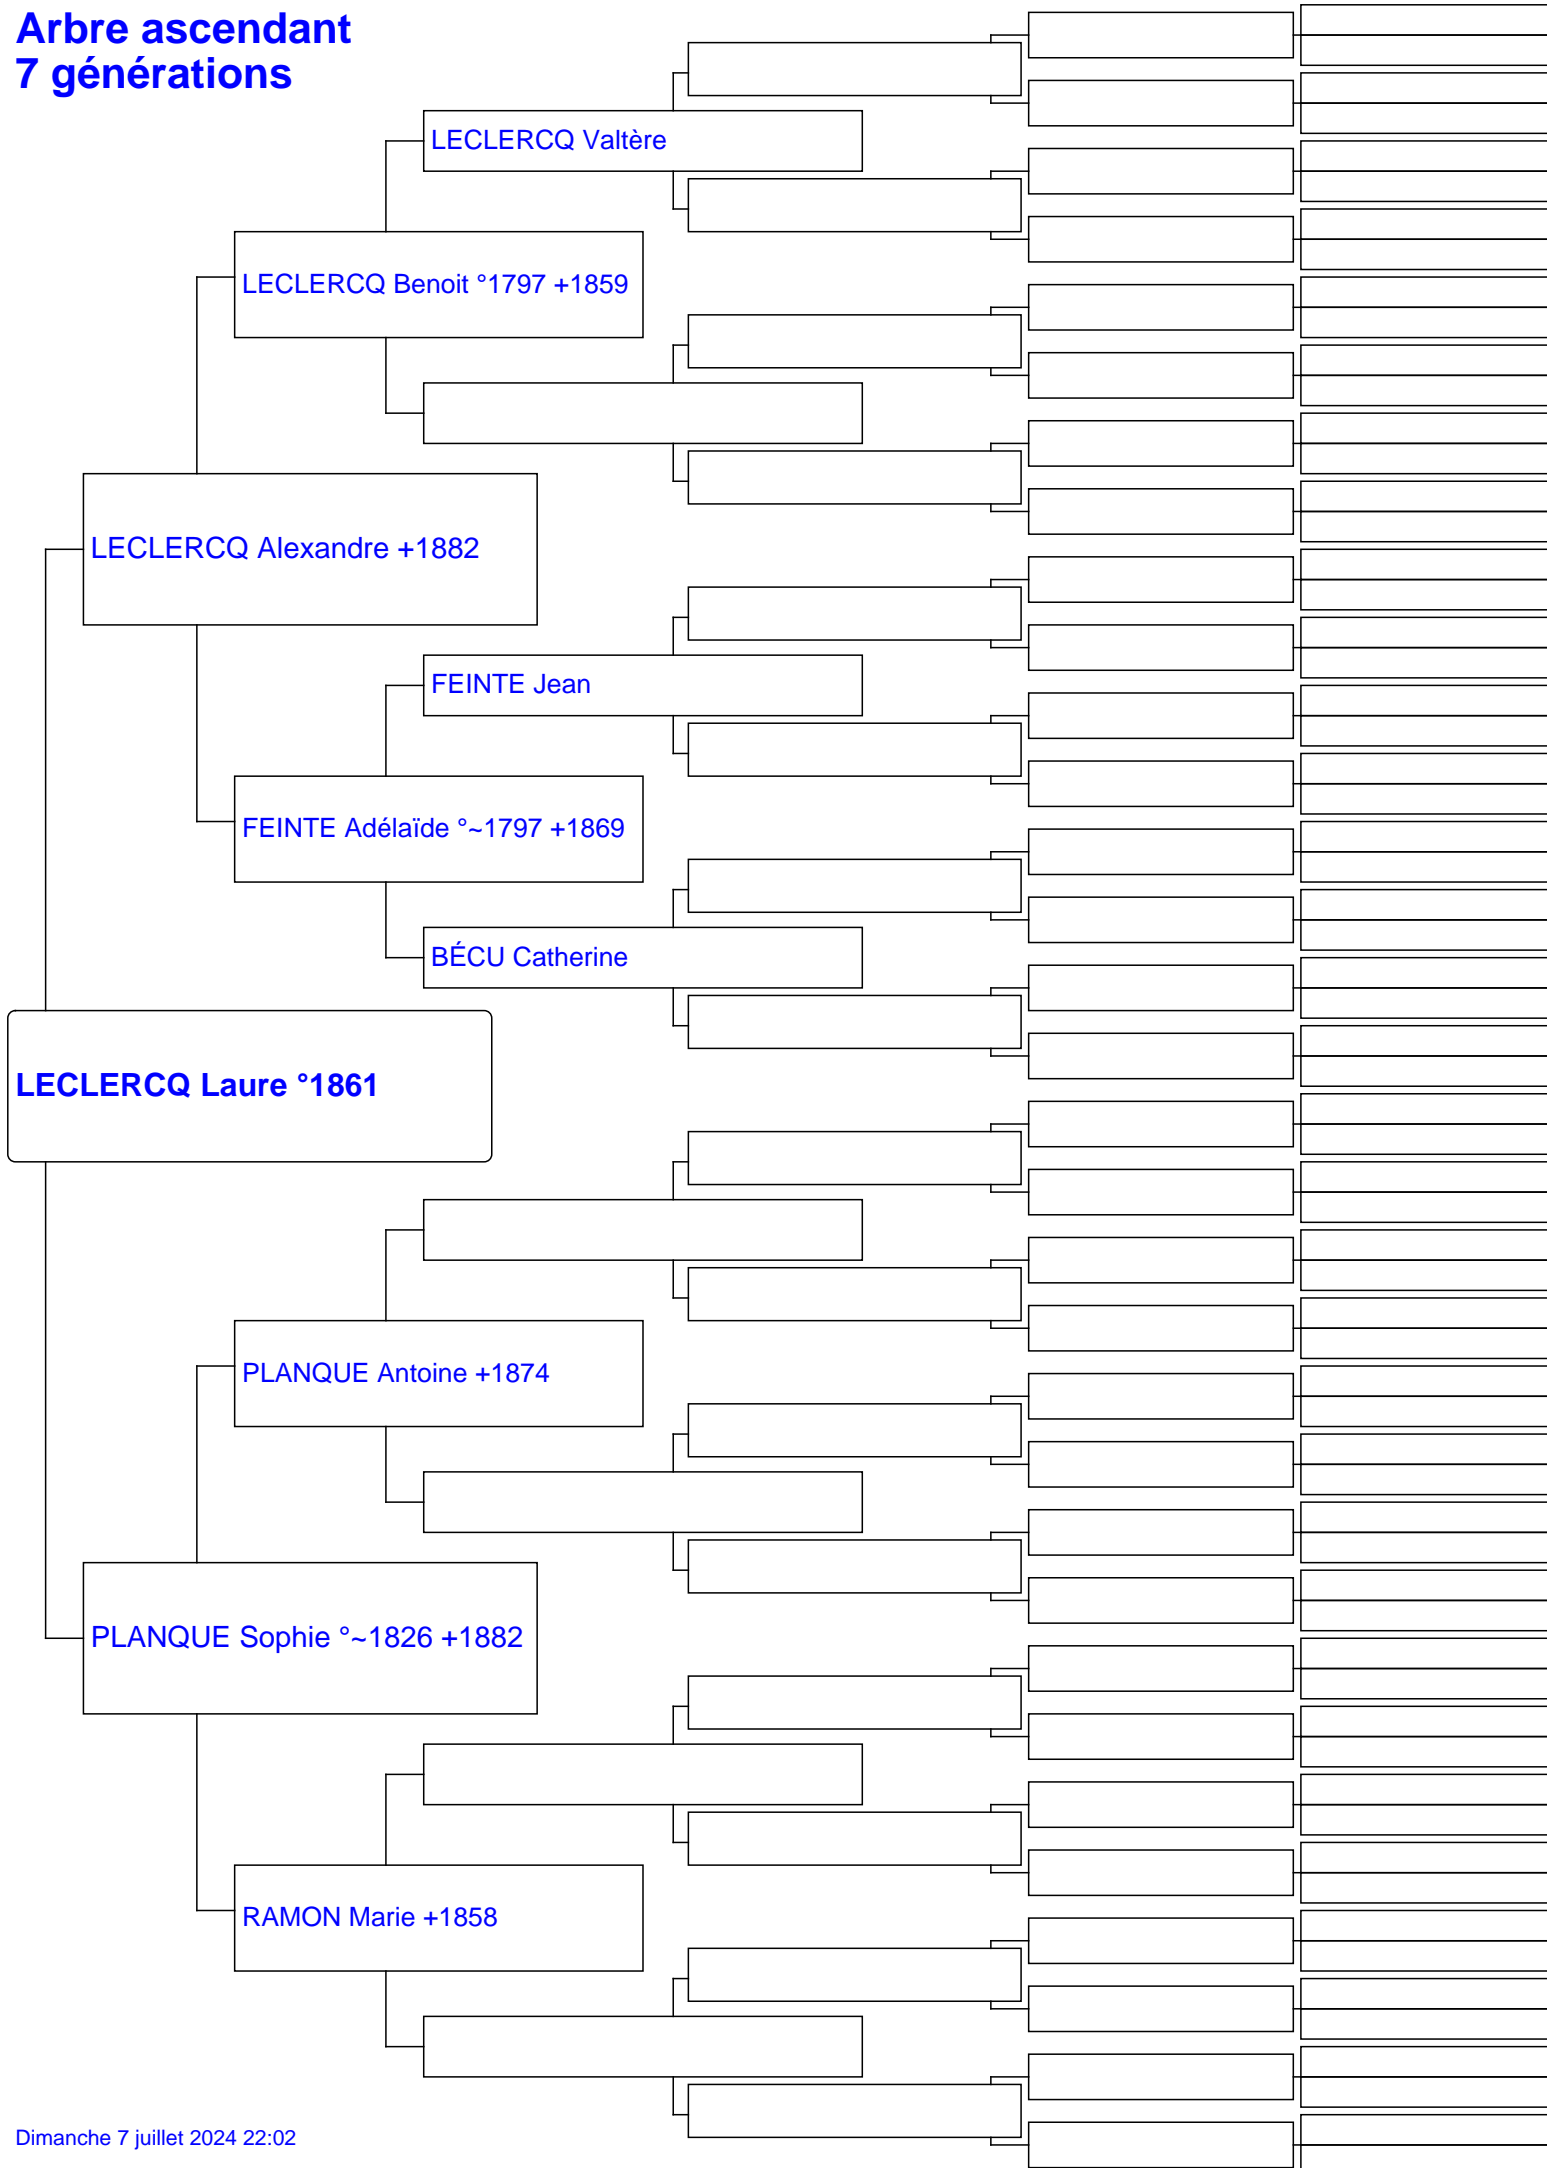 Arbre ascendant
7 générations
LECLERCQ Valtère
LECLERCQ Benoit °1797 +1859
LECLERCQ Alexandre +1882
FEINTE Jean
FEINTE Adélaïde °~1797 +1869
BÉCU Catherine
LECLERCQ Laure °1861
PLANQUE Antoine +1874
PLANQUE Sophie °~1826 +1882
RAMON Marie +1858
Dimanche 7 juillet 2024 22:02